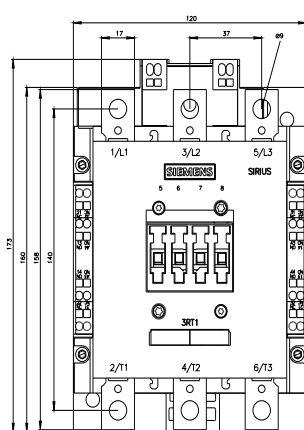 120
17 37 ø9
1/L1 3/L2 5/L3
SIEMENS SIRIUS
5 6 7 8
173
160
158
140
3RT1
2/T1 4/T2 6/T3